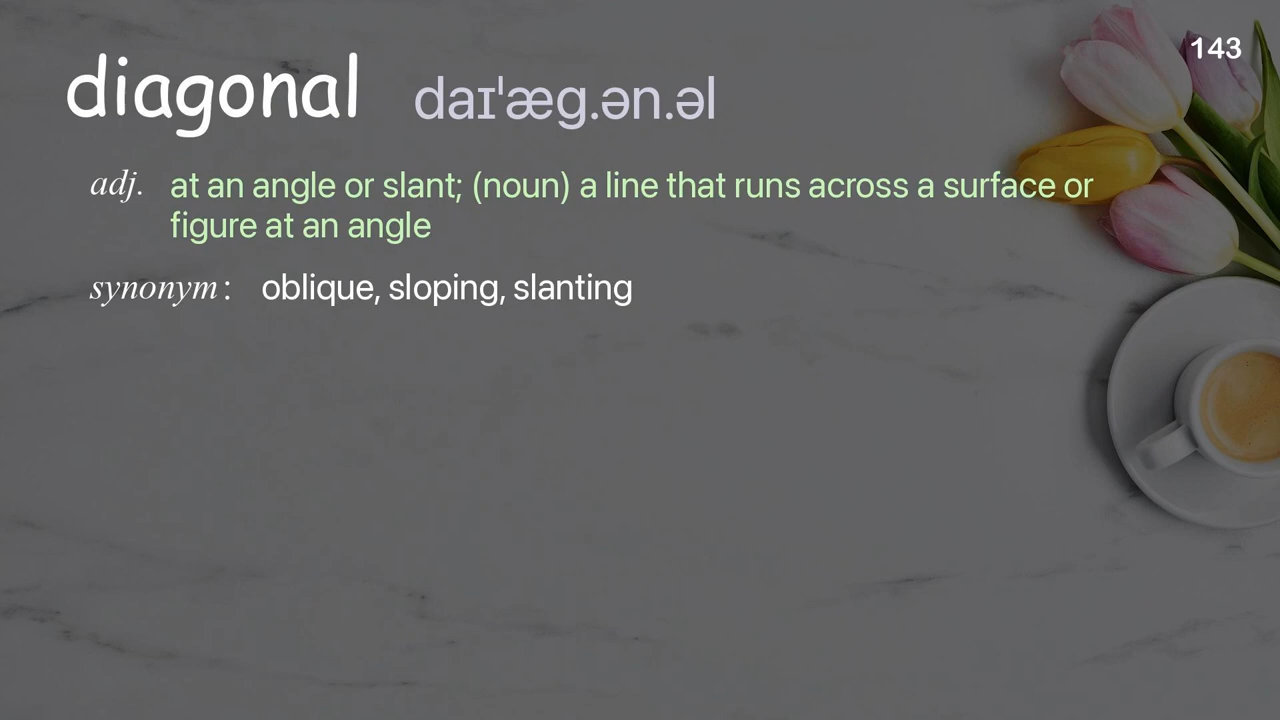 143
diagonal daɪˈæg.ən.əl
adj. at an angle or slant; (noun) a line that runs across a surface or
figure at an angle
synonym: oblique, sloping, slanting